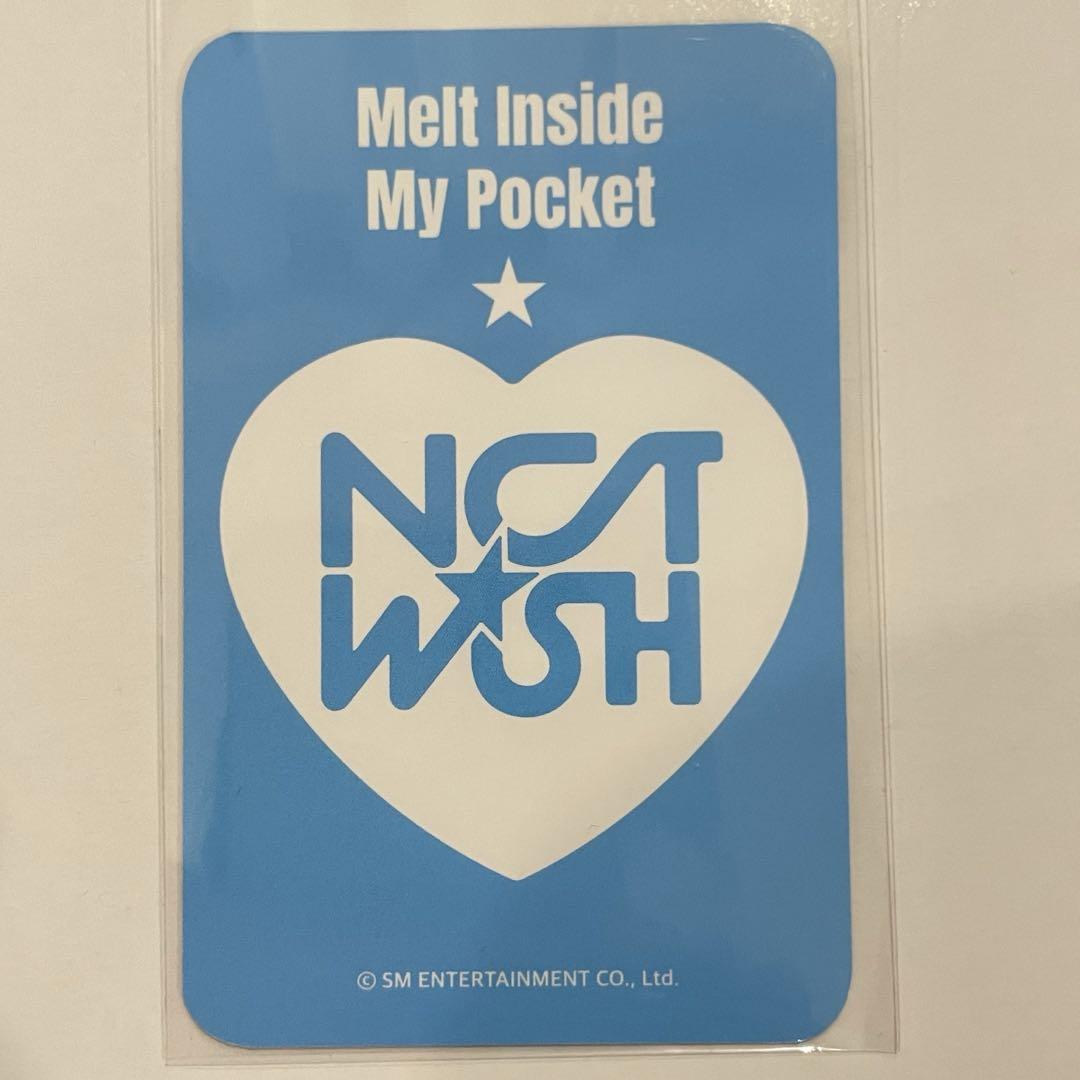 Melt Inside
My Pocket
NCT
WISH
© SM ENTERTAINMENT CO., Ltd.